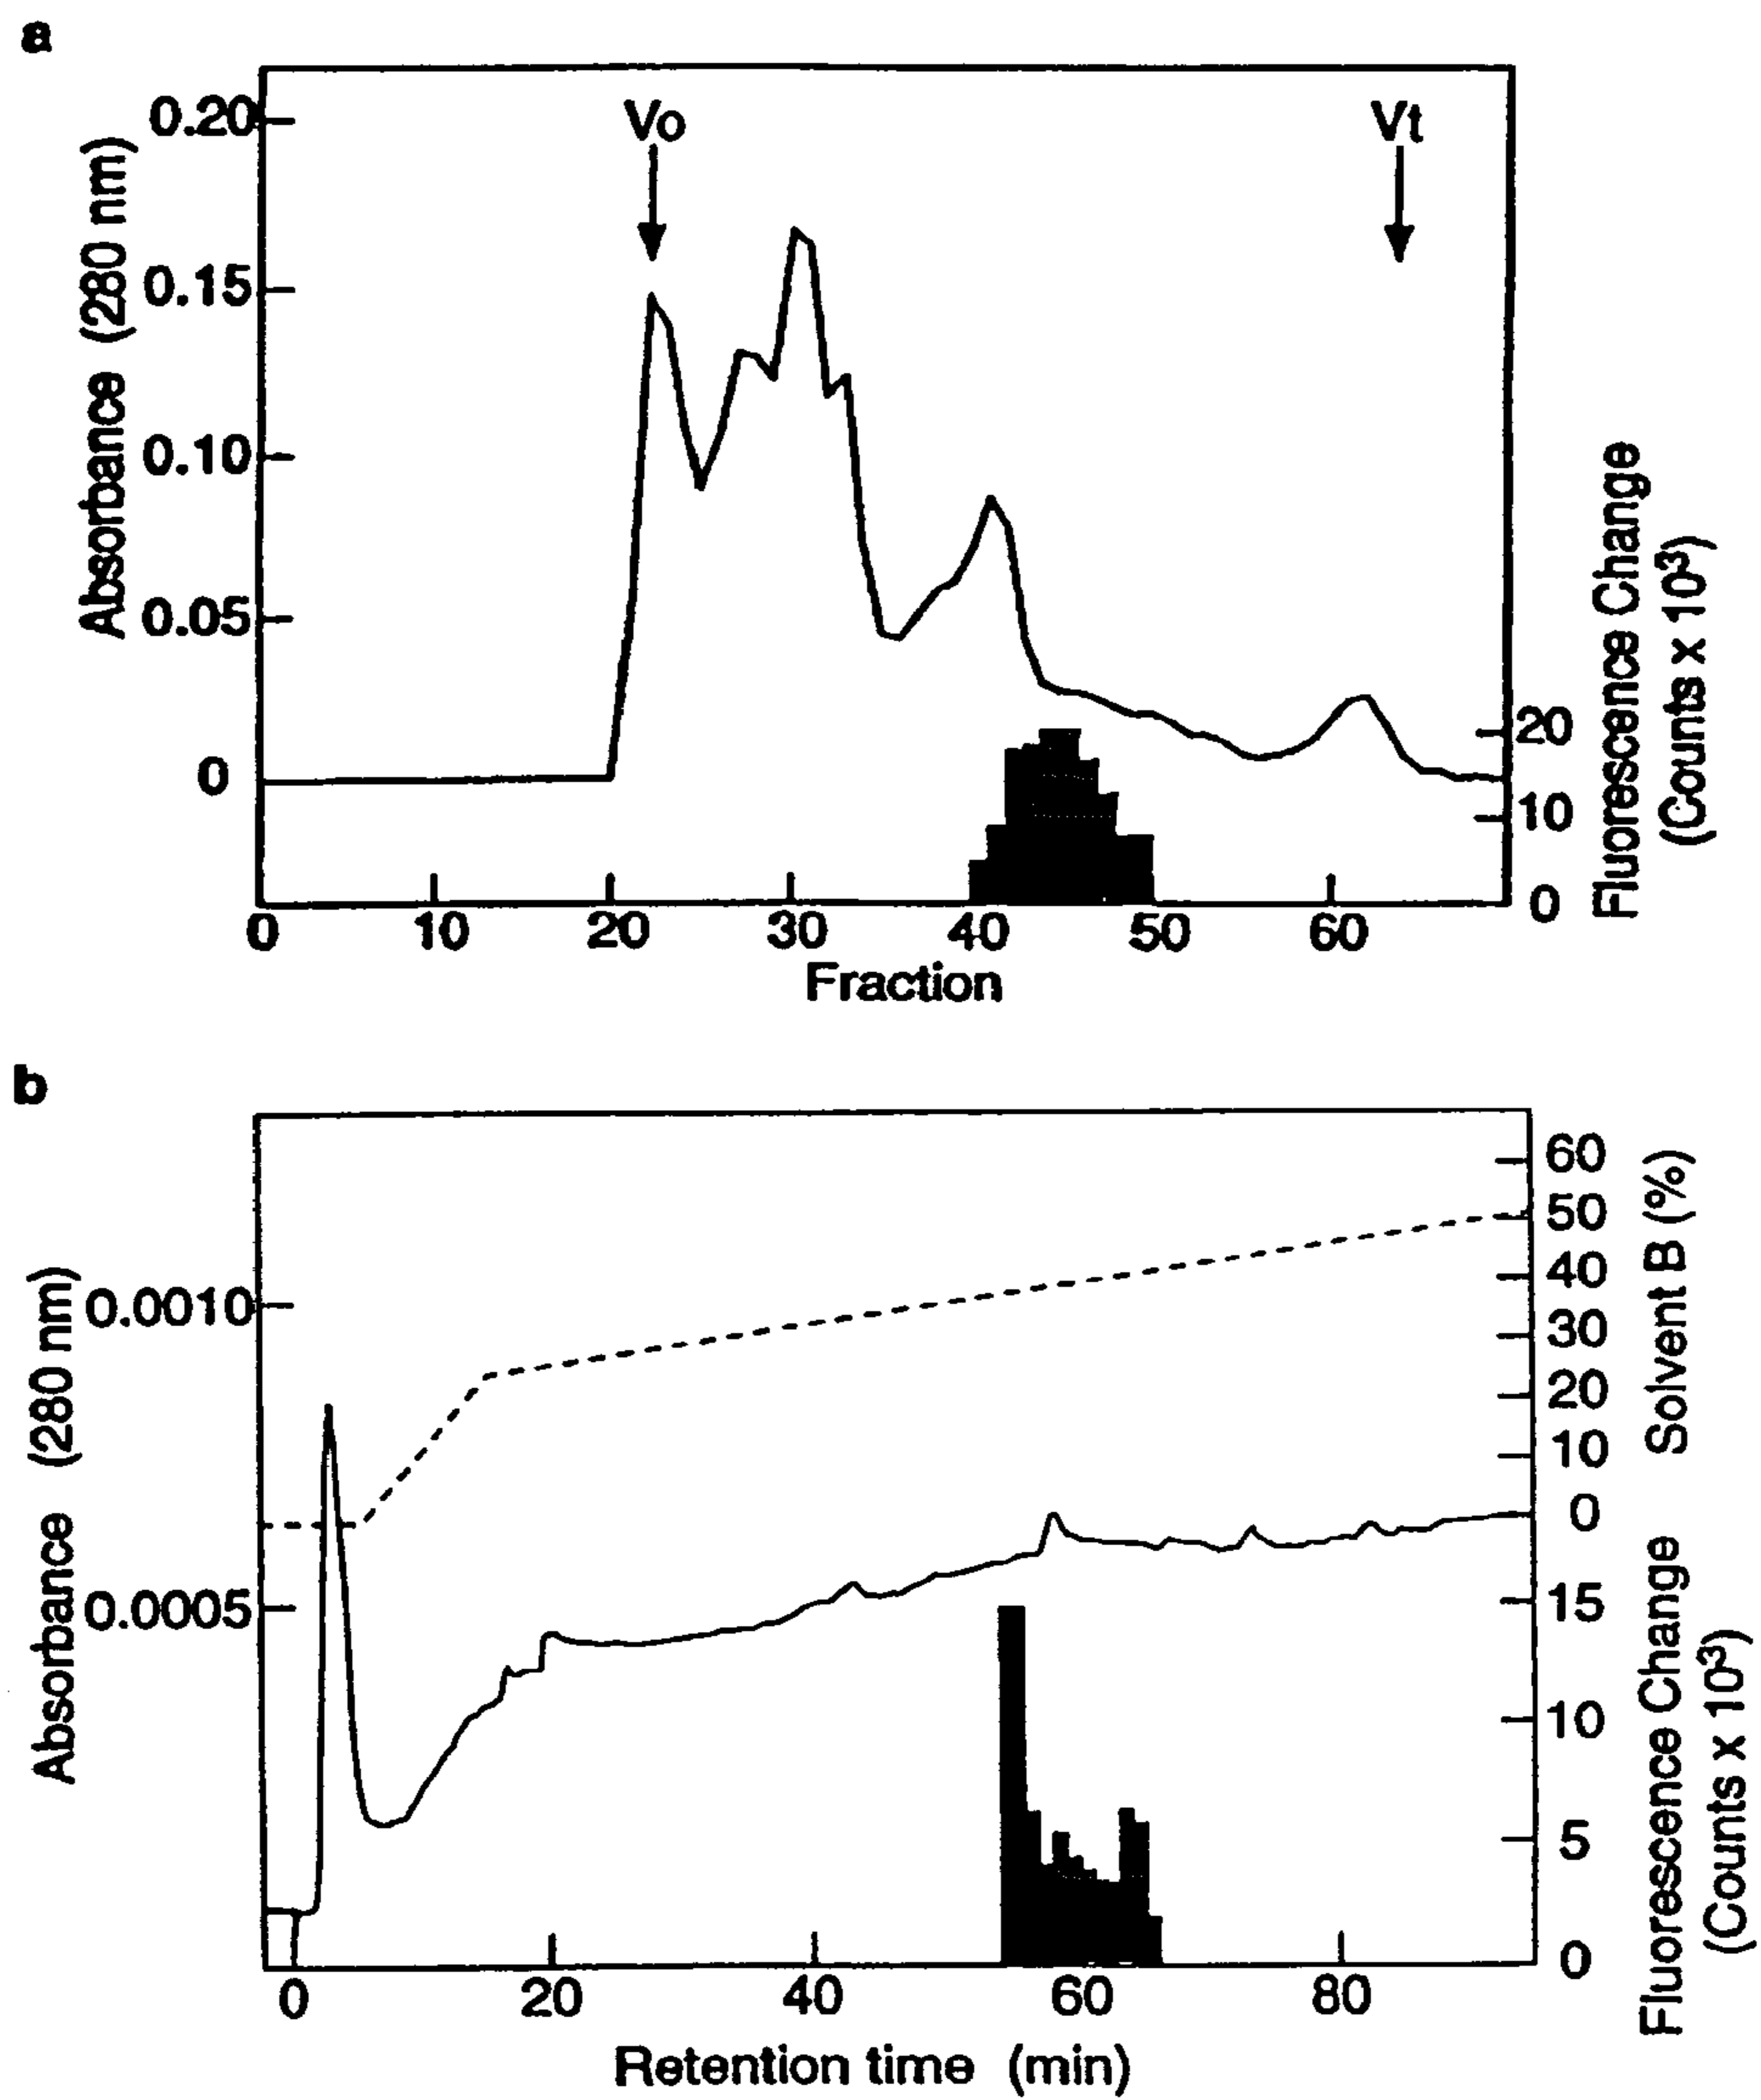 a
Vo
Vt
0.20
0.15
0.10
0.05
0
Absorbance (280 nm)
20
10
0
Fluorescence Change
(Counts x 10³)
0 10 20 30 40 50 60
Fraction
b
0.0010
0.0005
Absorbance (280 nm)
60
50
40
30
20
10
0
Solvent B (%)
15
10
5
0
Fluorescence Change
(Counts x 10³)
0 20 40 60 80
Retention time (min)